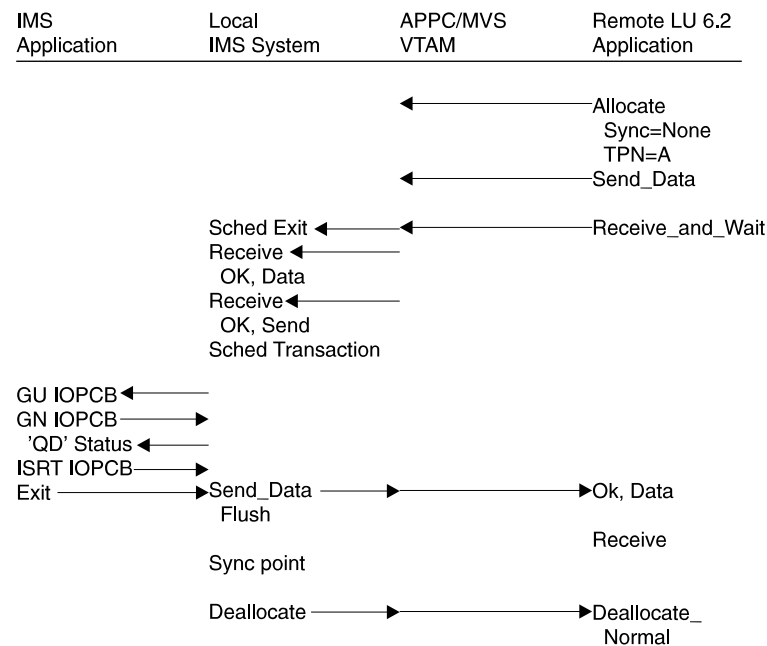 IMS Local APPC/MVS Remote LU 6.2
Application IMS System VTAM Application
Allocate
Sync=None
TPN=A
Send_Data
Sched Exit Receive_and_Wait
Receive
OK, Data
Receive
OK, Send
Sched Transaction
GU IOPCB
GN IOPCB
'QD' Status
ISRT IOPCB
Exit Send_Data Ok, Data
Flush
Receive
Sync point
Deallocate Deallocate_
Normal